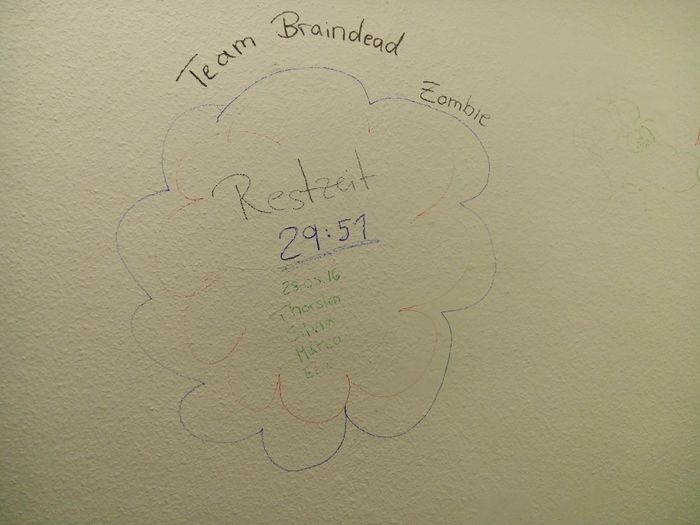 Team Braindead
Zombie
Restzeit
29:51
Thorsten
Silvia
Marco